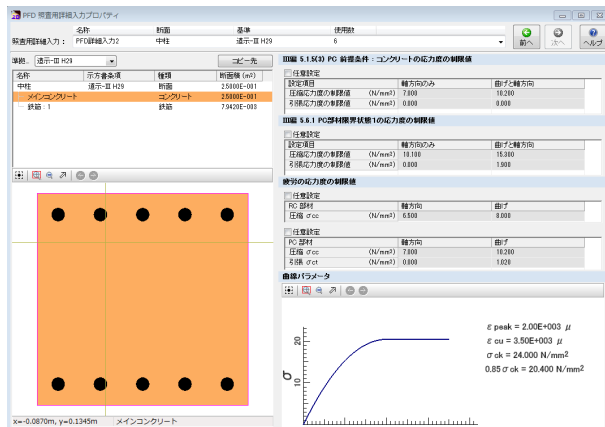 PFD 照査用詳細入力プロパティ
名称 断面 基準 使用数
照査用詳細入力： PFD詳細入力2 中柱 道示-III H29 6
前へ 次へ ヘルプ
準拠.. 道示-III H29 コピー先
名称 示方書条項 種類 断面積 (m²)
中柱 道示-III H29 断面 2.5000E-001
メインコンクリート コンクリート 2.5000E-001
鉄筋：1 鉄筋 7.9420E-003
III編 5.1.5(3) PC 前提条件：コンクリートの応力度の制限値
任意設定
設定項目 軸方向のみ 曲げと軸方向
圧縮応力度の制限値 (N/mm²) 7.800 10.200
引張応力度の制限値 (N/mm²) 0.000 0.000
III編 5.6.1 PC部材限界状態1の応力度の制限値
任意設定
設定項目 軸方向のみ 曲げと軸方向
圧縮応力度の制限値 (N/mm²) 10.100 15.300
引張応力度の制限値 (N/mm²) 0.000 1.900
疲労の応力度の制限値
任意設定
RC 部材 軸方向 曲げ
圧縮 σcc (N/mm²) 6.500 8.000
任意設定
PC 部材 軸方向 曲げ
圧縮 σcc (N/mm²) 7.800 10.200
引張 σct (N/mm²) 0.000 1.020
曲線パラメータ
ε peak = 2.00E+003 μ
ε cu = 3.50E+003 μ
σ ck = 24.000 N/mm2
0.85 σ ck = 20.400 N/mm2
20
σ
10
x=-0.0870m, y=0.1345m メインコンクリート